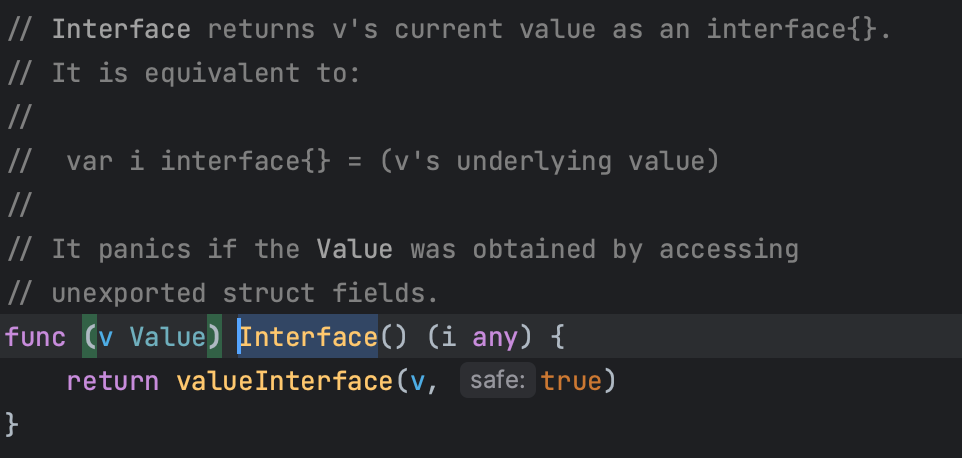 // Interface returns v's current value as an interface{}.
// It is equivalent to:
//
//  var i interface{} = (v's underlying value)
//
// It panics if the Value was obtained by accessing
// unexported struct fields.
func (v Value) Interface() (i any) {
    return valueInterface(v, safe: true)
}